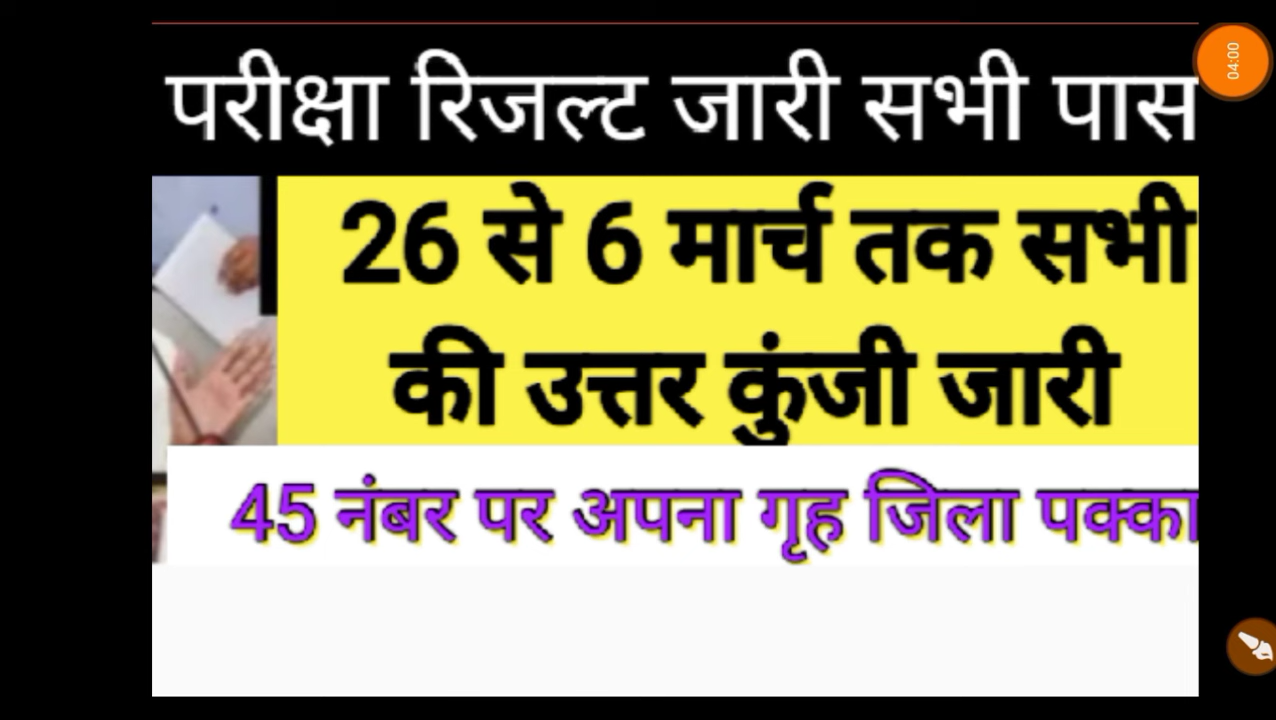 परीक्षा रिजल्ट जारी सभी पास
26 से 6 मार्च तक सभी
की उत्तर कुंजी जारी
45 नंबर पर अपना गृह जिला पक्का
04:00